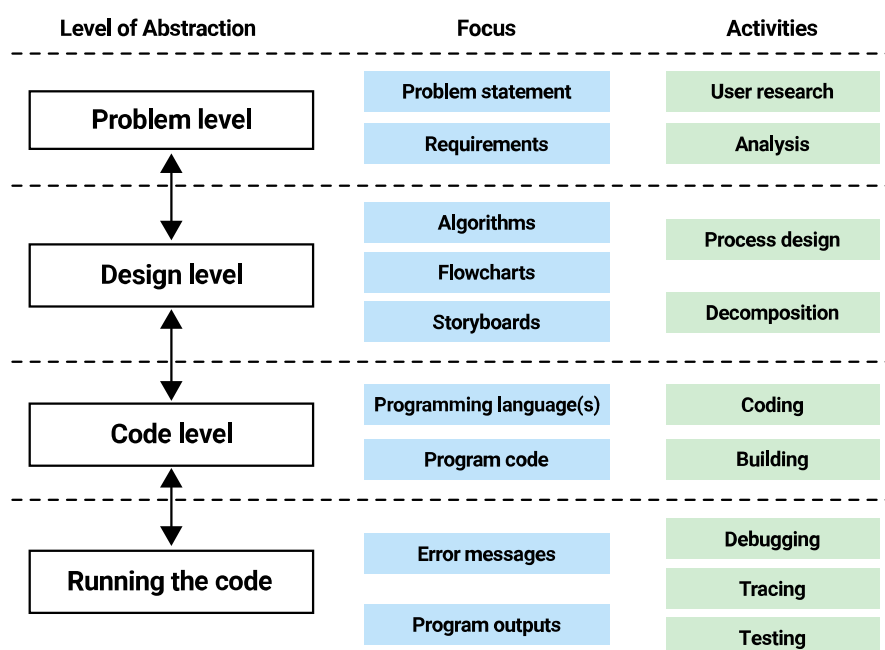 Level of Abstraction
Focus
Activities
Problem level
Problem statement
User research
Requirements
Analysis
Design level
Algorithms
Flowcharts
Storyboards
Process design
Decomposition
Code level
Programming language(s)
Coding
Program code
Building
Running the code
Error messages
Program outputs
Debugging
Tracing
Testing